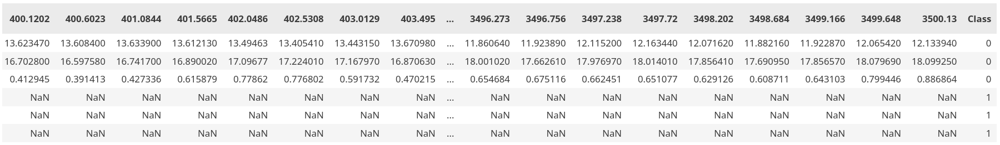 400.1202 400.6023 401.0844 401.5665 402.0486 402.5308 403.0129 403.495 ... 3496.273 3496.756 3497.238 3497.72 3498.202 3498.684 3499.166 3499.648 3500.13 Class
13.623470 13.608400 13.633900 13.612130 13.49463 13.405410 13.443150 13.670980 ... 11.860640 11.923890 12.115200 12.163440 12.071620 11.882160 11.922870 12.065420 12.133940 0
16.702800 16.597580 16.741700 16.890020 17.09677 17.224010 17.167970 16.870630 ... 18.001020 17.662610 17.976970 18.014010 17.856410 17.690950 17.856570 18.079690 18.099250 0
0.412945 0.391413 0.427336 0.615879 0.77862 0.776802 0.591732 0.470215 ... 0.654684 0.675116 0.662451 0.651077 0.629126 0.608711 0.643103 0.799446 0.886864 0
NaN NaN NaN NaN NaN NaN NaN NaN ... NaN NaN NaN NaN NaN NaN NaN NaN NaN 1
NaN NaN NaN NaN NaN NaN NaN NaN ... NaN NaN NaN NaN NaN NaN NaN NaN NaN 1
NaN NaN NaN NaN NaN NaN NaN NaN ... NaN NaN NaN NaN NaN NaN NaN NaN NaN 1